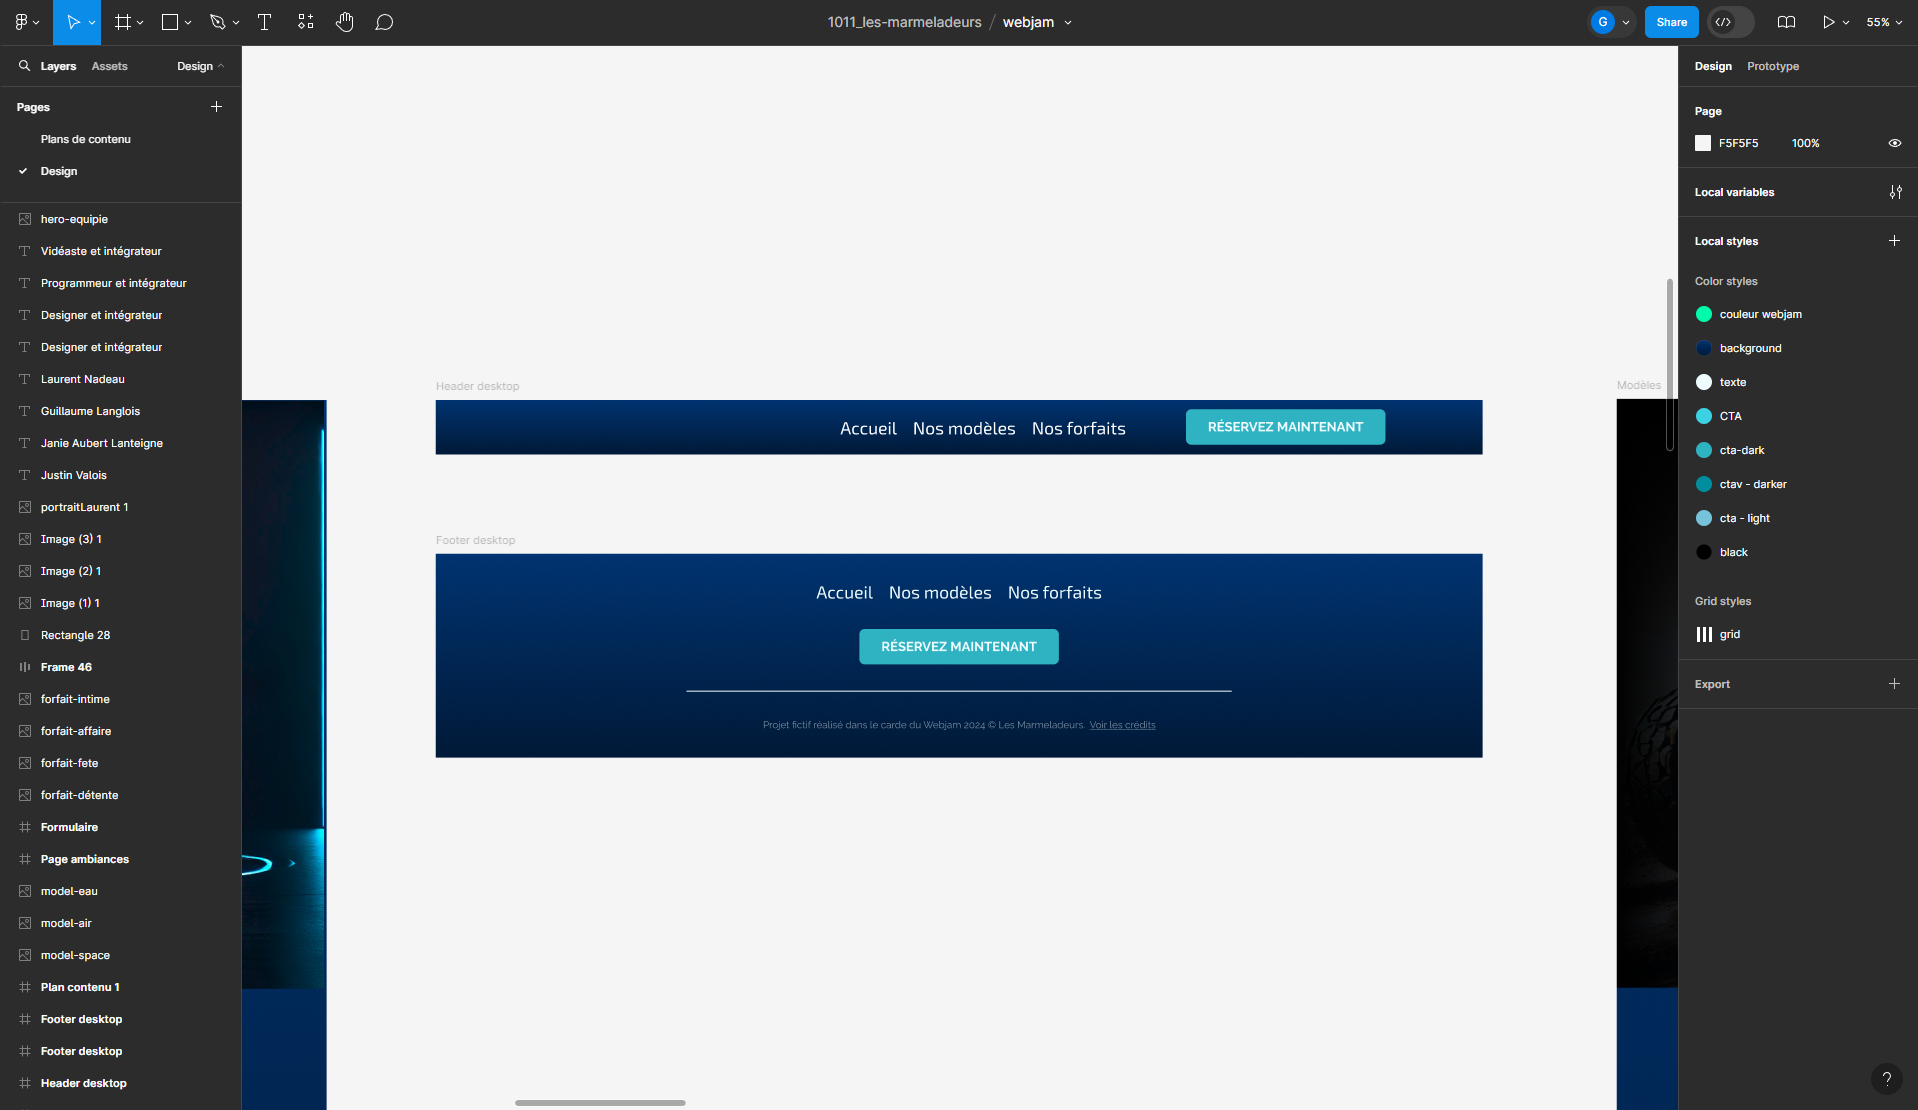 1011_les-marmeladeurs / webjam
G
Share
55%
Layers
Assets
Design
Pages
Plans de contenu
Design
hero-equipie
Vidéaste et intégrateur
Programmeur et intégrateur
Designer et intégrateur
Designer et intégrateur
Laurent Nadeau
Guillaume Langlois
Janie Aubert Lanteigne
Justin Valois
portraitLaurent 1
Image (3) 1
Image (2) 1
Image (1) 1
Rectangle 28
Frame 46
forfait-intime
forfait-affaire
forfait-fete
forfait-détente
Formulaire
Page ambiances
model-eau
model-air
model-space
Plan contenu 1
Footer desktop
Footer desktop
Header desktop
Header desktop
Accueil Nos modèles Nos forfaits RÉSERVEZ MAINTENANT
Footer desktop
Accueil Nos modèles Nos forfaits
RÉSERVEZ MAINTENANT
Projet fictif réalisé dans le carde du Webjam 2024 © Les Marmeladeurs. Voir les crédits
Modèles
Design
Prototype
Page
F5F5F5 100%
Local variables
Local styles
Color styles
couleur webjam
background
texte
CTA
cta-dark
ctav - darker
cta - light
black
Grid styles
grid
Export
?